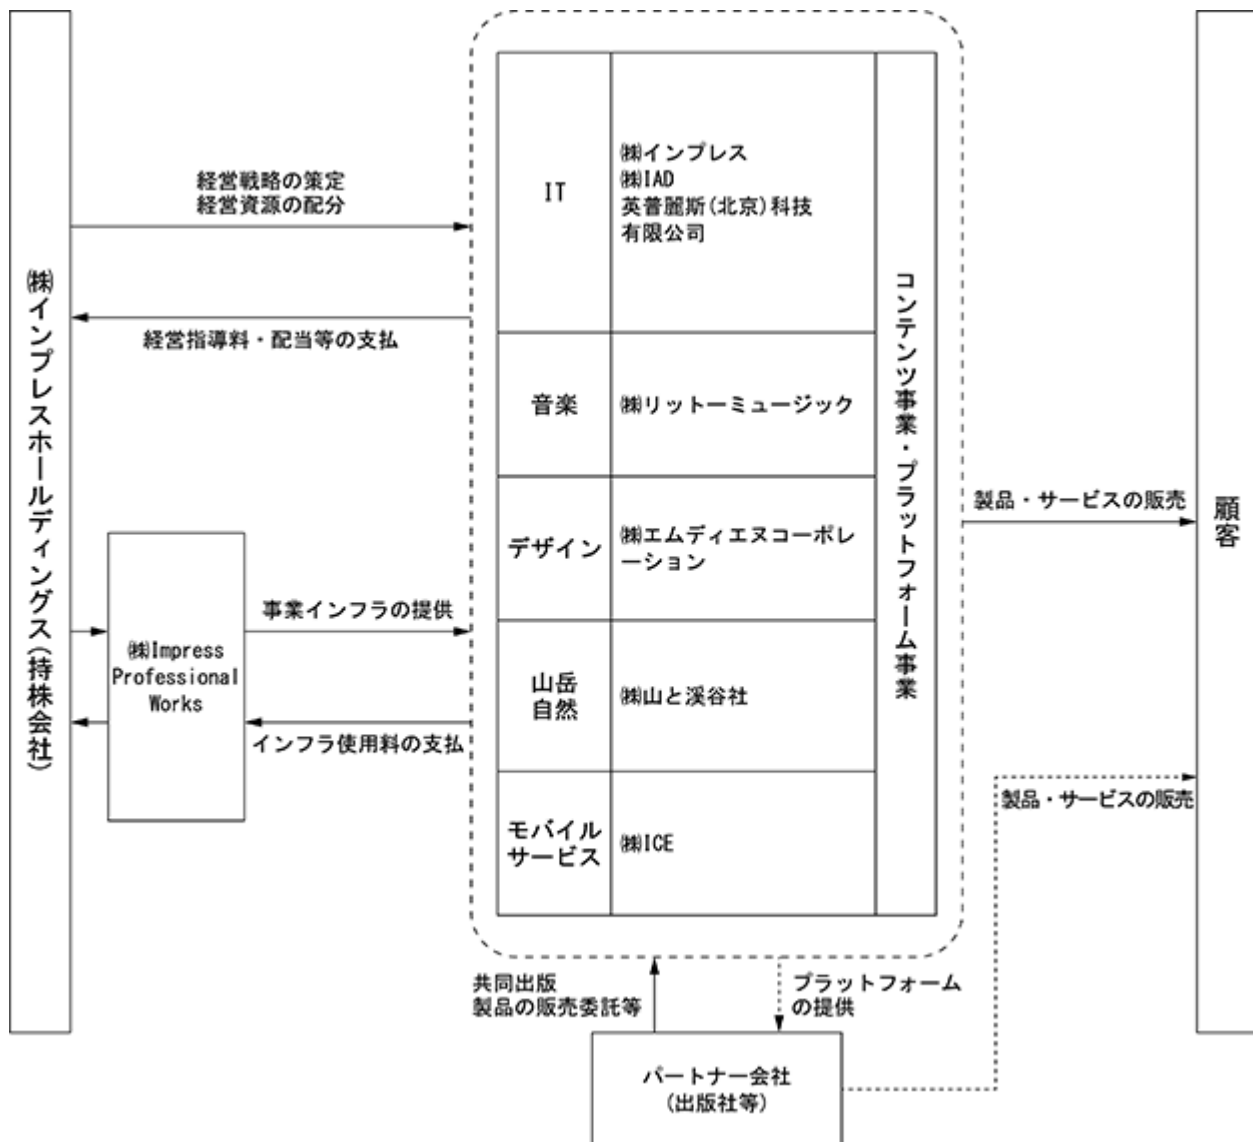 ㈱インプレスホールディングス(持株会社)
経営戦略の策定
経営資源の配分
経営指導料・配当等の支払
㈱Impress
Professional
Works
事業インフラの提供
インフラ使用料の支払
IT
㈱インプレス
㈱IAD
英普麗斯(北京)科技
有限公司
音楽
㈱リットーミュージック
デザイン
㈱エムディエヌコーポレ
ーション
山岳
自然
㈱山と溪谷社
モバイル
サービス
㈱ICE
コンテンツ事業・プラットフォーム事業
製品・サービスの販売
顧客
製品・サービスの販売
共同出版
製品の販売委託等
プラットフォーム
の提供
パートナー会社
(出版社等)